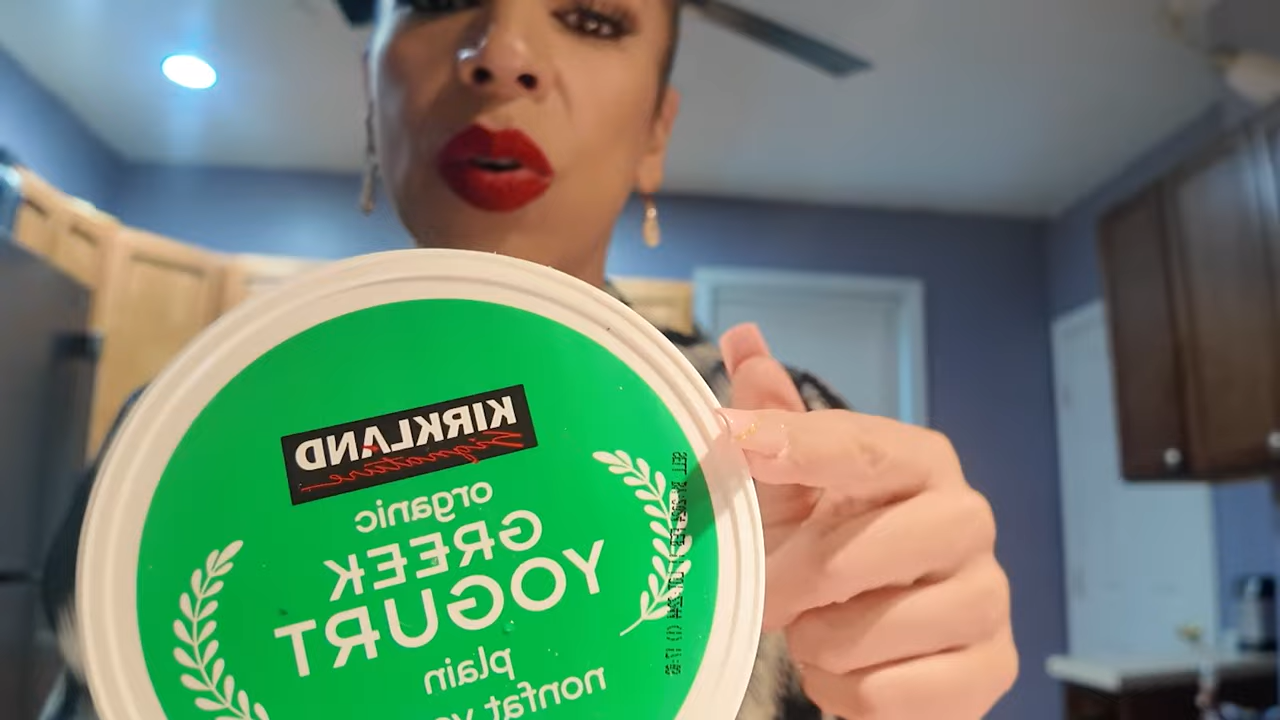 KIRKLAND
Signature
organic
GREEK
YOGURT
plain
nonfat